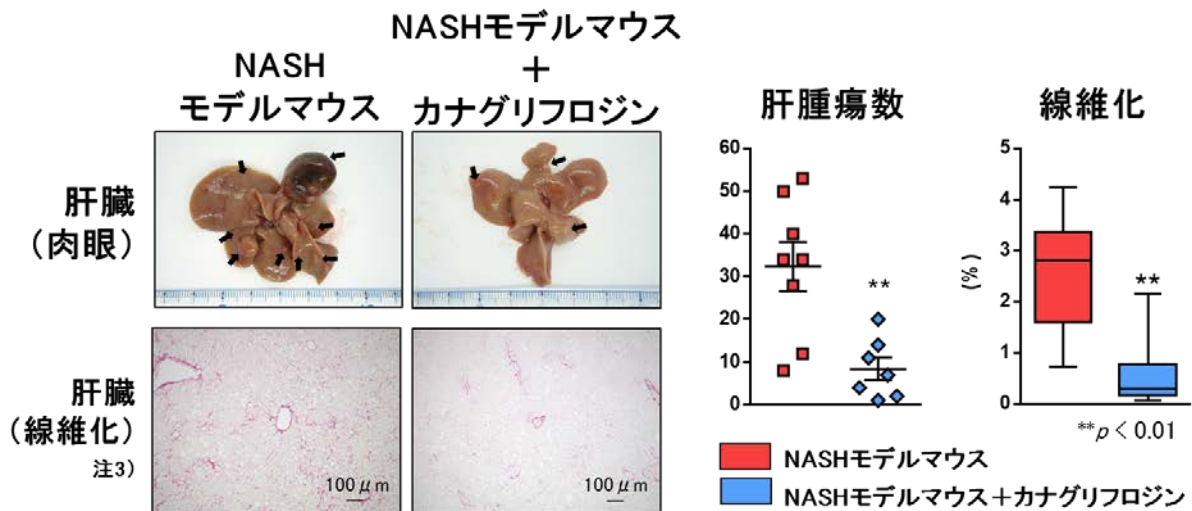 NASH
モデルマウス
NASHモデルマウス
＋
カナグリフロジン
肝臓
（肉眼）
肝臓
（線維化）
注3）
100μm
100μm
肝腫瘍数
60
50
40
30
20
10
0
**
線維化
(%)
5
4
3
2
1
0
**
**p < 0.01
NASHモデルマウス
NASHモデルマウス＋カナグリフロジン